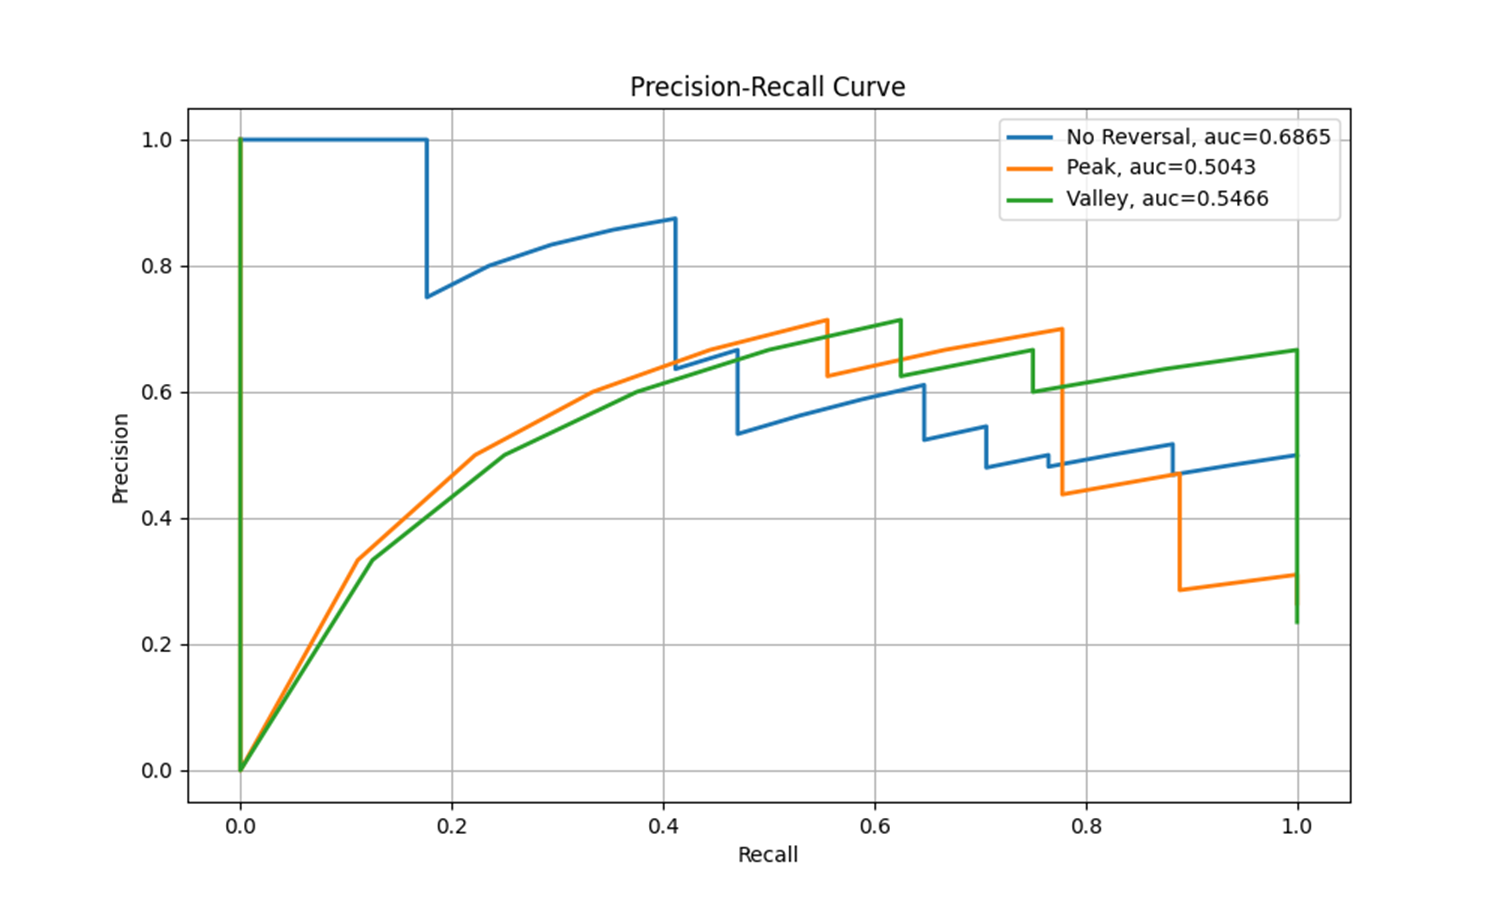 Precision-Recall Curve
No Reversal, auc=0.6865
Peak, auc=0.5043
Valley, auc=0.5466
Precision
1.0
0.8
0.6
0.4
0.2
0.0
0.0 0.2 0.4 0.6 0.8 1.0
Recall